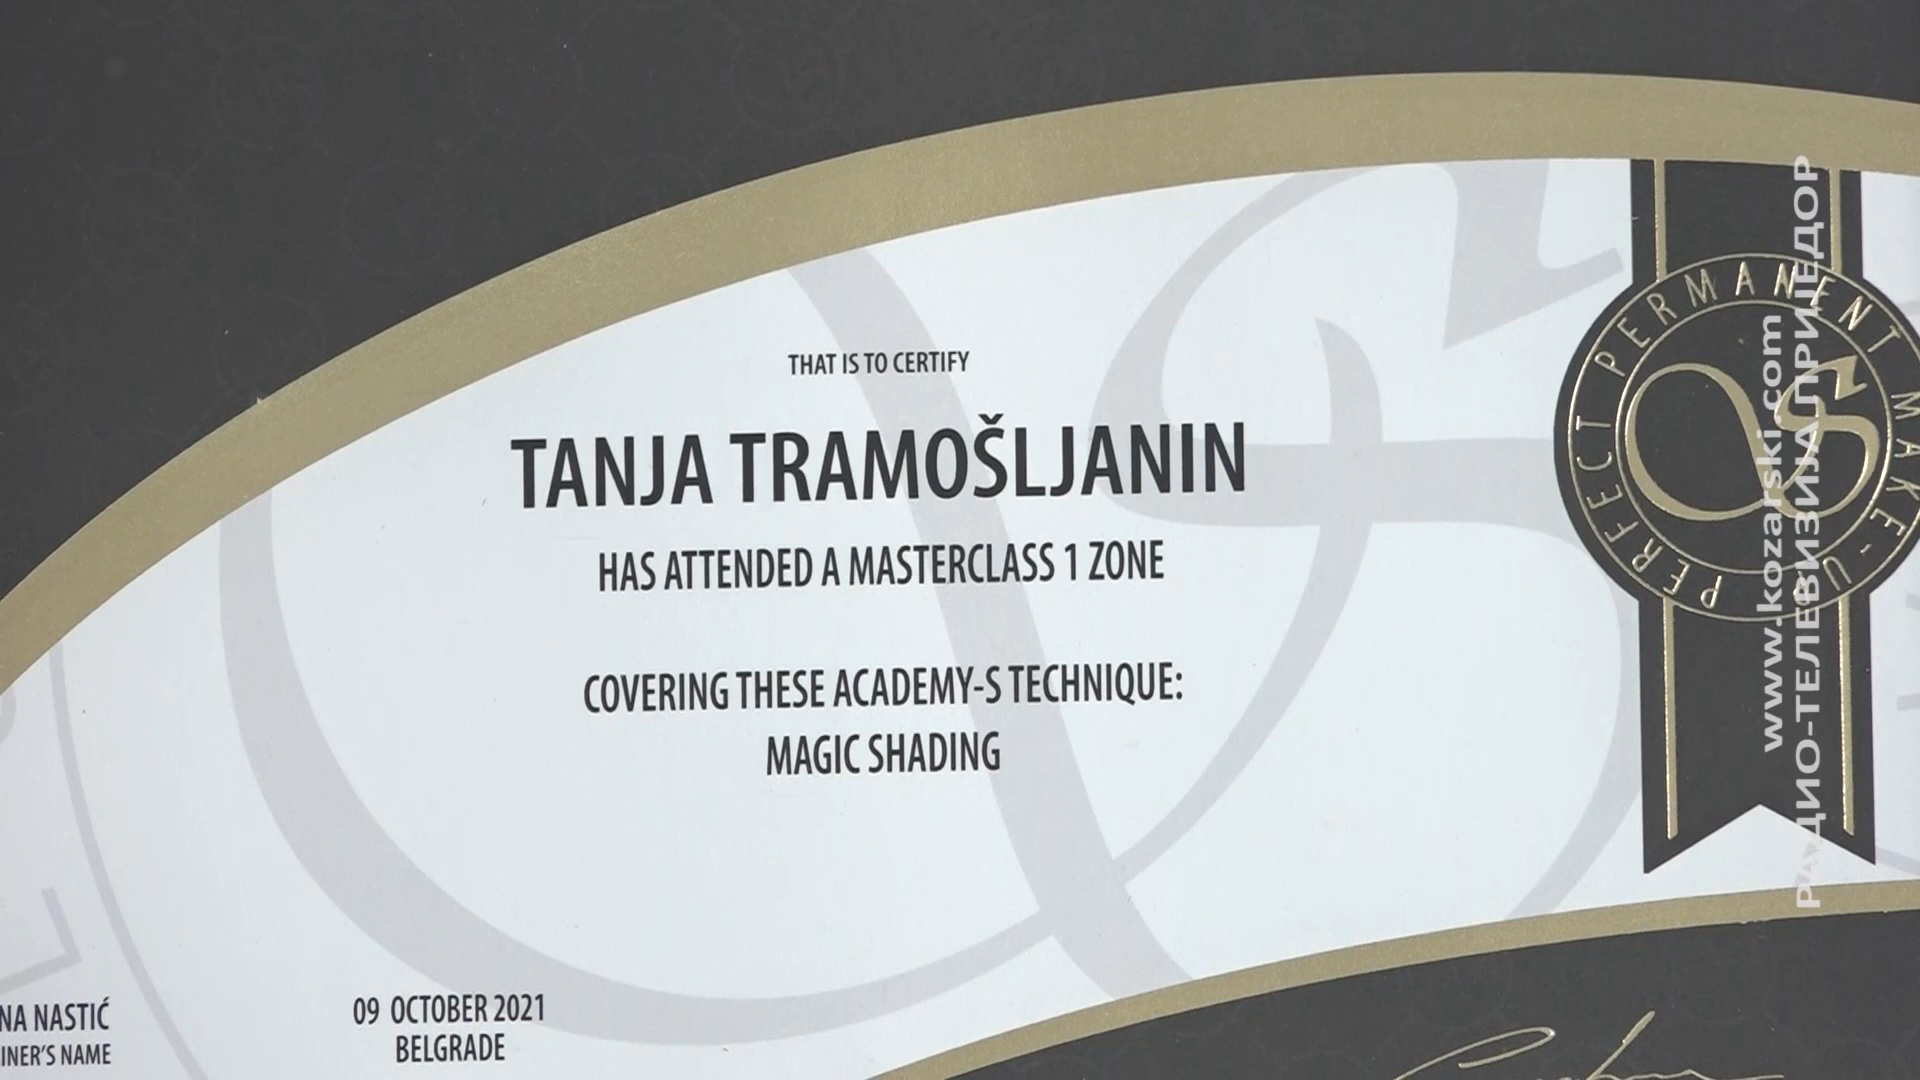 THAT IS TO CERTIFY
TANJA TRAMOŠLJANIN
HAS ATTENDED A MASTERCLASS 1 ZONE
COVERING THESE ACADEMY-S TECHNIQUE:
MAGIC SHADING
NA NASTIĆ
INER'S NAME
09 OCTOBER 2021
BELGRADE
PERFECT PERMANENT MAKE-UP
S
www.kozarski.com
РАДИО-ТЕЛЕВИЗИЈА ПРИЈЕДОР